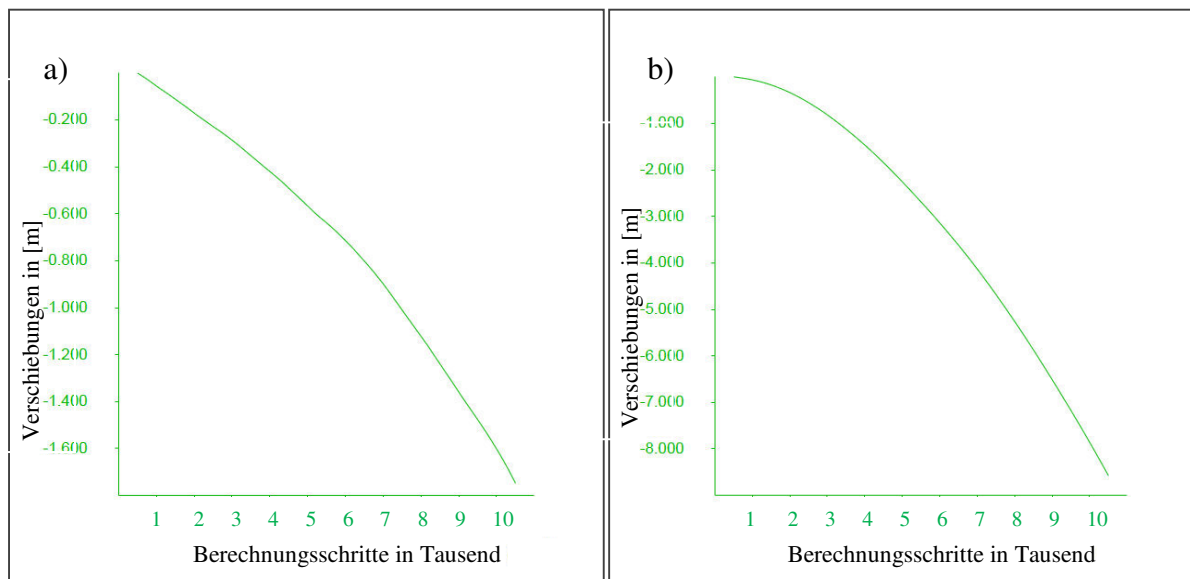 a)
-0.200
-0.400
-0.600
-0.800
-1.000
-1.200
-1.400
-1.600
Verschiebungen in [m]
1 2 3 4 5 6 7 8 9 10
Berechnungsschritte in Tausend
b)
-1.000
-2.000
-3.000
-4.000
-5.000
-6.000
-7.000
-8.000
Verschiebungen in [m]
1 2 3 4 5 6 7 8 9 10
Berechnungsschritte in Tausend